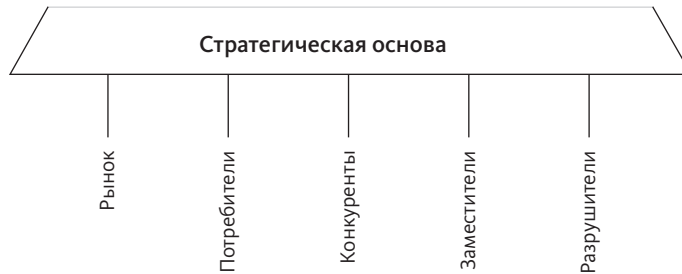 Стратегическая основа
Рынок
Потребители
Конкуренты
Заместители
Разрушители